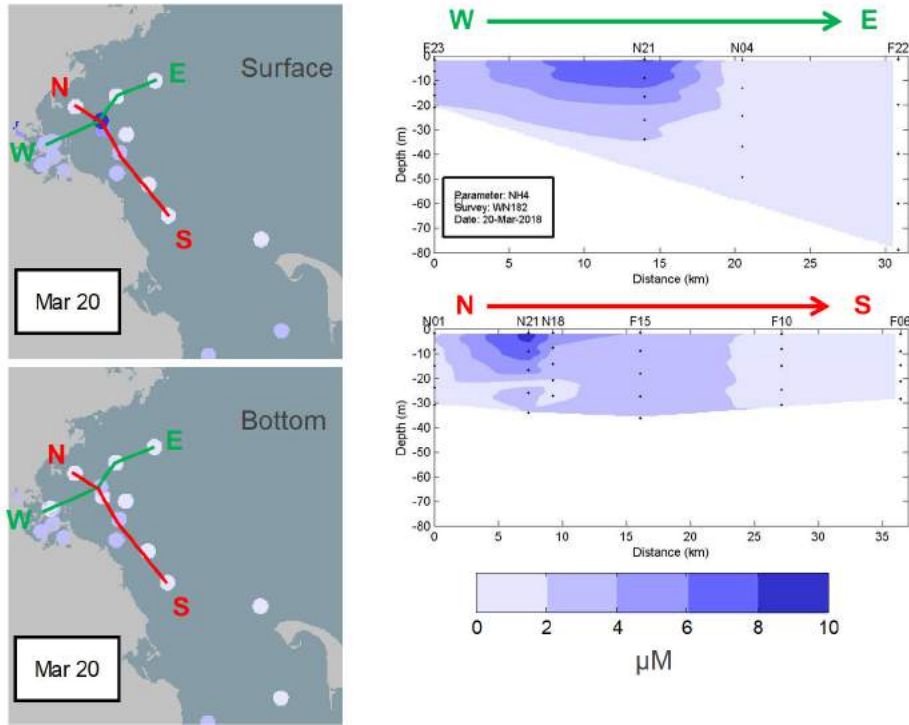 Surface
N
E
W
S
Mar 20
Bottom
N
E
W
S
Mar 20
W E
F23 N21 N04 F22
0
-10
-20
-30
-40
-50
-60
-70
-80
Depth (m)
Parameter: NH4
Survey: WN182
Date: 20-Mar-2018
0 5 10 15 20 25 30
Distance (km)
N S
N01 N21 N18 F15 F10 F06
0
-10
-20
-30
-40
-50
-60
-70
-80
Depth (m)
0 5 10 15 20 25 30 35
Distance (km)
0 2 4 6 8 10
µM